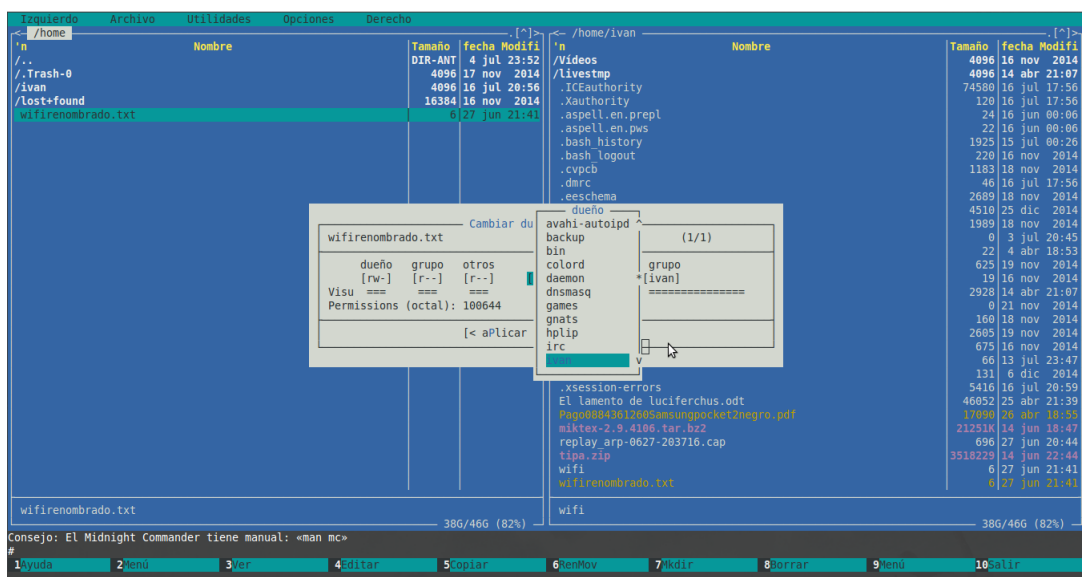 Izquierdo Archivo Utilidades Opciones Derecho
<— /home .[^]>
'n Nombre Tamaño fecha Modifi
/.. DIR-ANT 4 jul 23:52
/.Trash-0 4096 17 nov 2014
/ivan 4096 16 jul 20:56
/lost+found 16384 16 nov 2014
wifirenombrado.txt 6 27 jun 21:41
wifirenombrado.txt
38G/46G (82%)
<— /home/ivan .[^]>
'n Nombre Tamaño fecha Modifi
/Vídeos 4096 16 nov 2014
/livestmp 4096 14 abr 21:07
.ICEauthority 74580 16 jul 17:56
.Xauthority 120 16 jul 17:56
.aspell.en.prepl 24 16 jun 00:06
.aspell.en.pws 22 16 jun 00:06
.bash_history 1925 15 jul 00:26
.bash_logout 220 16 nov 2014
.cvpcb 1183 18 nov 2014
.dmrc 46 16 jul 17:56
.eeschema 2689 18 nov 2014
4510 25 dic 2014
1989 18 nov 2014
0 3 jul 20:45
22 4 abr 18:53
625 19 nov 2014
19 16 nov 2014
2928 14 abr 21:07
0 21 nov 2014
160 18 nov 2014
2605 19 nov 2014
675 16 nov 2014
66 13 jul 23:47
131 6 dic 2014
.xsession-errors 5416 16 jul 20:59
El lamento de luciferchus.odt 46052 25 abr 21:39
Pago0884361260Samsungpocket2negro.pdf 17090 26 abr 18:55
miktex-2.9.4106.tar.bz2 21251K 14 jun 18:47
replay_arp-0627-203716.cap 696 27 jun 20:44
tipa.zip 3518229 14 jun 22:44
wifi 6 27 jun 21:41
wifirenombrado.txt 6 27 jun 21:41
wifi
38G/46G (82%)
Cambiar du
wifirenombrado.txt (1/1)
dueño grupo otros grupo
[rw-] [r--] [r--] [ *[ivan]
Visu === === === ===============
Permissions (octal): 100644
[< aPlicar
dueño
avahi-autoipd ^
backup
bin
colord
daemon
dnsmasq
games
gnats
hplip
irc
ivan v
Consejo: El Midnight Commander tiene manual: «man mc»
#
1Ayuda 2Menú 3Ver 4Editar 5Copiar 6RenMov 7Mkdir 8Borrar 9Menú 10Salir